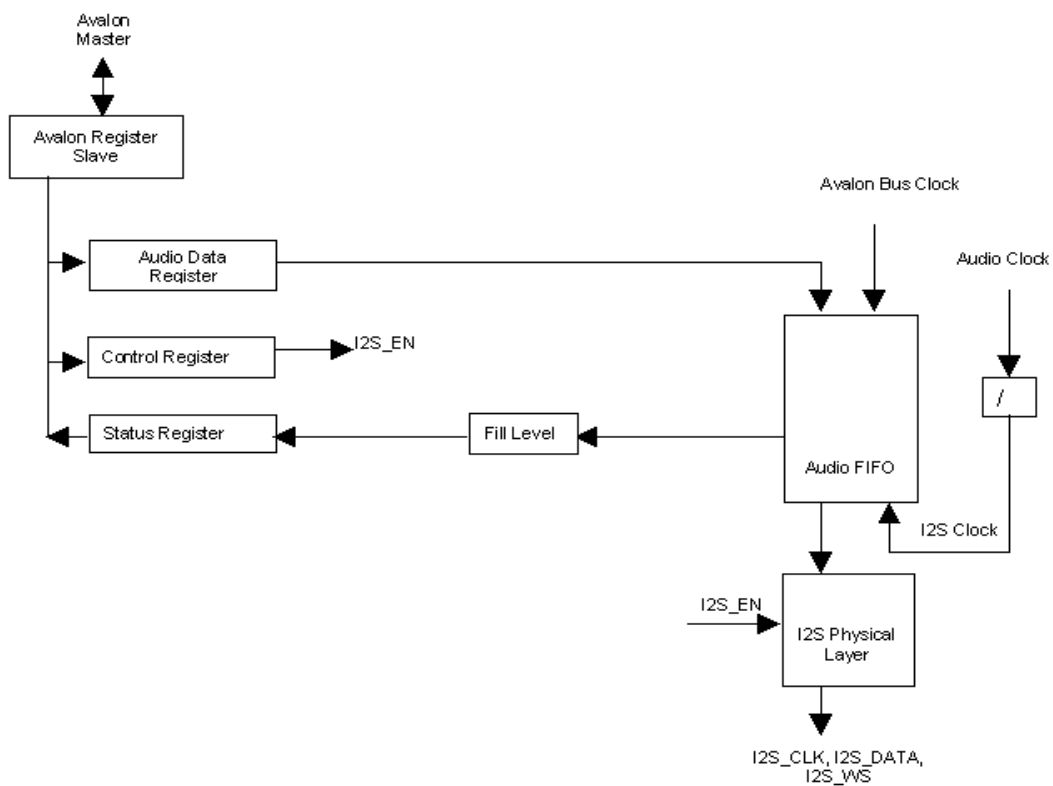 Avalon
Master
Avalon Register
Slave
Avalon Bus Clock
Audio Data
Register
Audio Clock
Control Register
I2S_EN
/
Status Register
Fill Level
Audio FIFO
I2S Clock
I2S_EN
I2S Physical
Layer
I2S_CLK, I2S_DATA,
I2S_WS